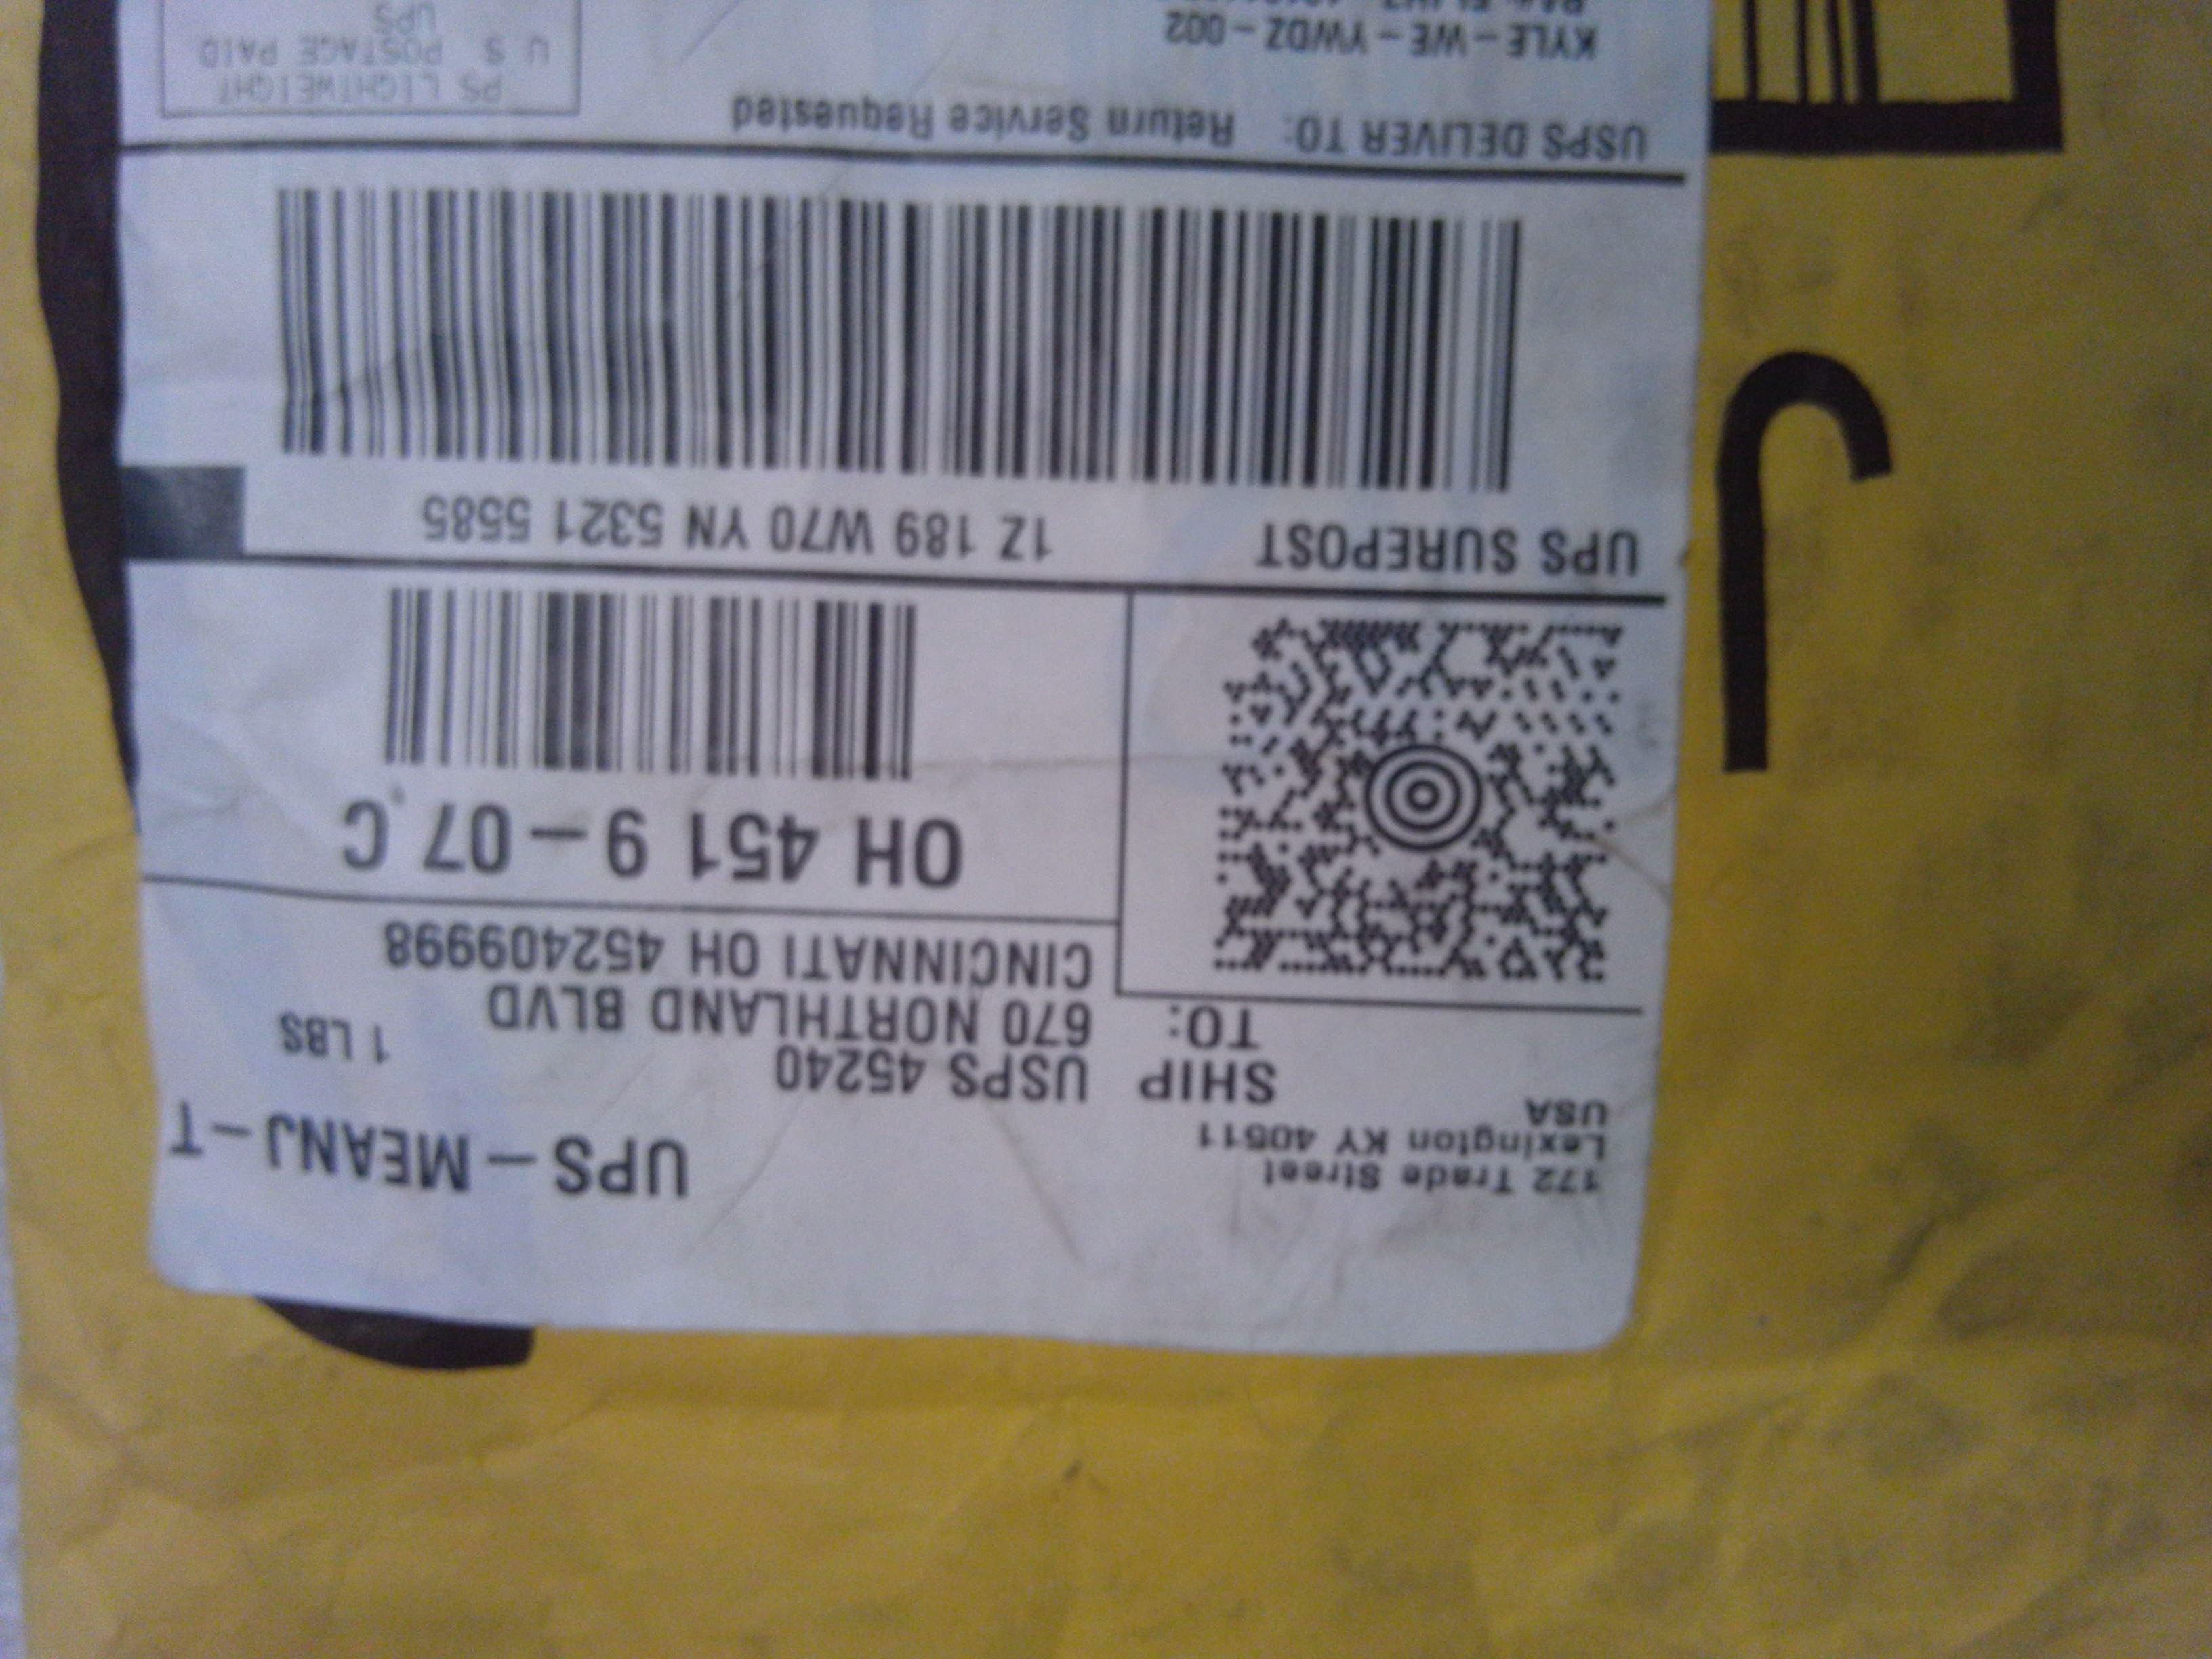 172 Trade Street
Lexington KY 40511
USA
UPS - MEANJ - T
1 LBS
SHIP TO:
USPS 45240
670 NORTHLAND BLVD
CINCINNATI OH 452409998
OH 451 9-07 C
UPS SUREPOST
1Z 189 W70 YN 5321 5585
USPS DELIVER TO: Return Service Requested
KYLE - WE - YWDZ - 002
PS LIGHTWEIGHT
U S POSTAGE PAID
UPS